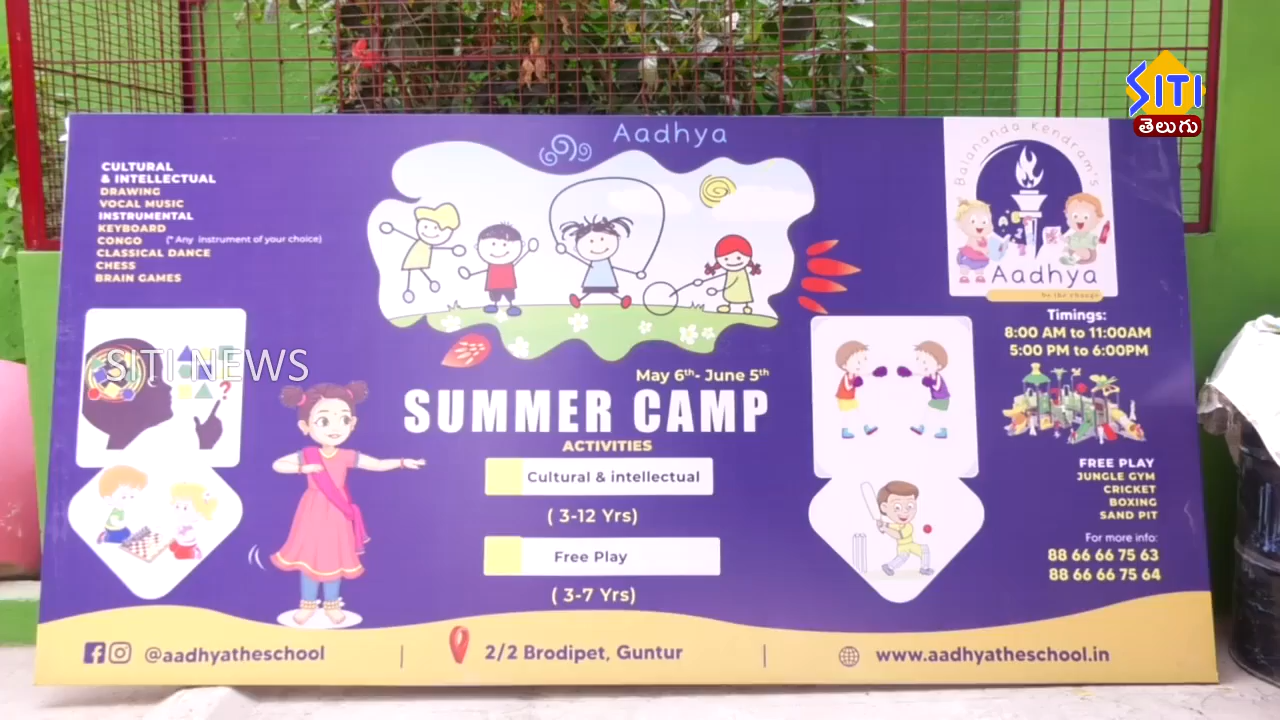 SITI
తెలుగు
Aadhya
CULTURAL
& INTELLECTUAL
DRAWING
VOCAL MUSIC
INSTRUMENTAL
KEYBOARD
CONGO (* Any instrument of your choice)
CLASSICAL DANCE
CHESS
BRAIN GAMES
Balananda Kendram's
Aadhya
be the change
Timings:
8:00 AM to 11:00AM
5:00 PM to 6:00PM
SITI NEWS
?
May 6th- June 5th
SUMMER CAMP
ACTIVITIES
Cultural & intellectual
( 3-12 Yrs)
Free Play
( 3-7 Yrs)
FREE PLAY
JUNGLE GYM
CRICKET
BOXING
SAND PIT
For more info:
88 66 66 75 63
88 66 66 75 64
@aadhyatheschool | 2/2 Brodipet, Guntur | www.aadhyatheschool.in